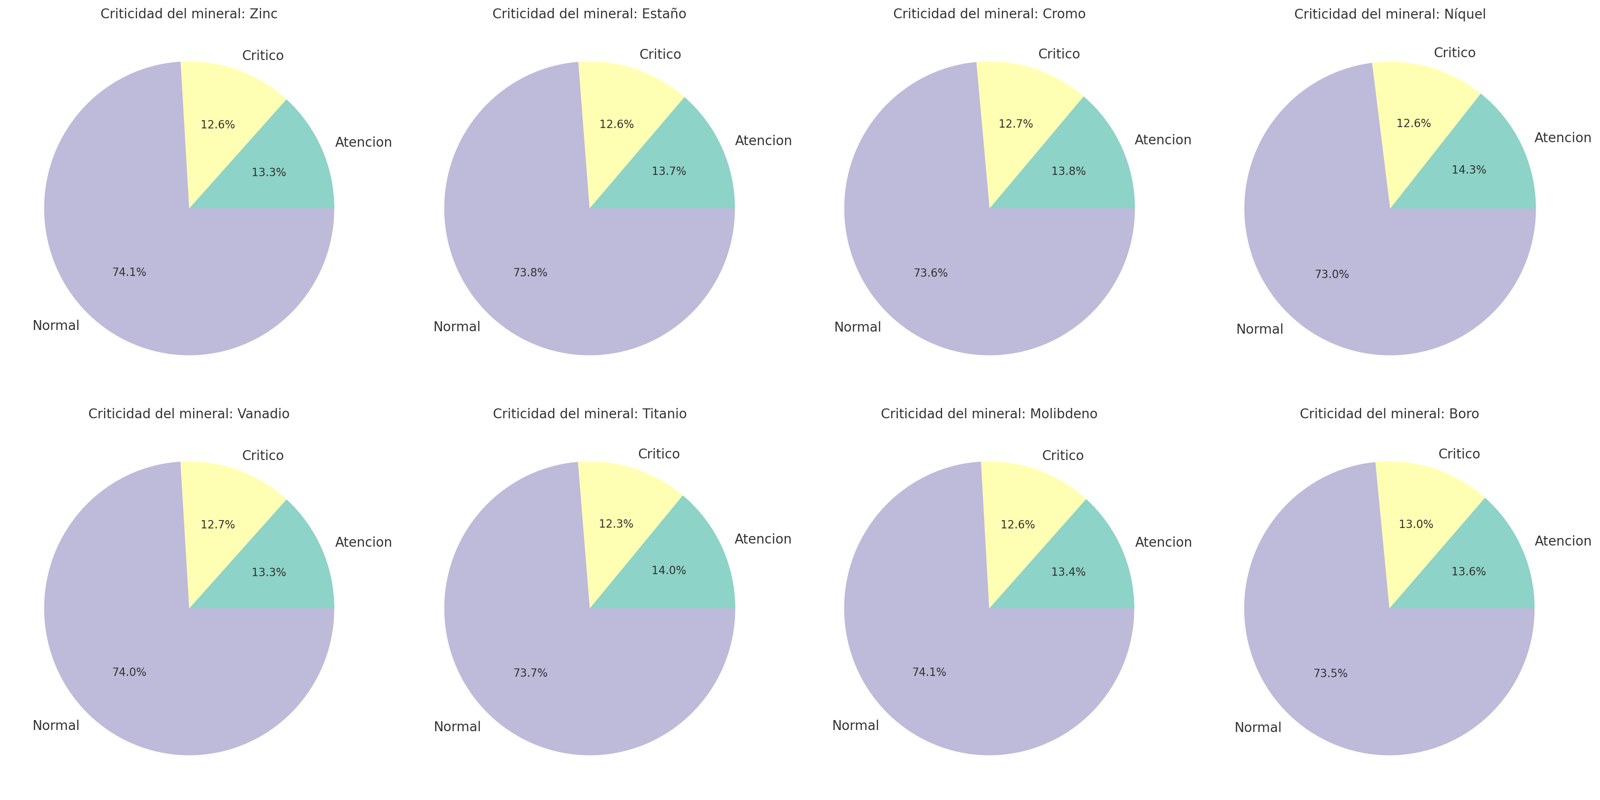 Criticidad del mineral: Zinc
Critico
Atencion
12.6%
13.3%
74.1%
Normal
Criticidad del mineral: Estaño
Critico
Atencion
12.6%
13.7%
73.8%
Normal
Criticidad del mineral: Cromo
Critico
Atencion
12.7%
13.8%
73.6%
Normal
Criticidad del mineral: Níquel
Critico
Atencion
12.6%
14.3%
73.0%
Normal
Criticidad del mineral: Vanadio
Critico
Atencion
12.7%
13.3%
74.0%
Normal
Criticidad del mineral: Titanio
Critico
Atencion
12.3%
14.0%
73.7%
Normal
Criticidad del mineral: Molibdeno
Critico
Atencion
12.6%
13.4%
74.1%
Normal
Criticidad del mineral: Boro
Critico
Atencion
13.0%
13.6%
73.5%
Normal